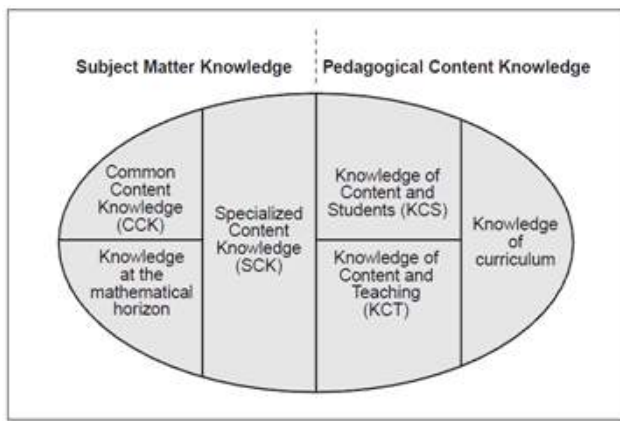 Subject Matter Knowledge
Pedagogical Content Knowledge
Common
Content
Knowledge
(CCK)
Knowledge
at the
mathematical
horizon
Specialized
Content
Knowledge
(SCK)
Knowledge of
Content and
Students (KCS)
Knowledge of
Content and
Teaching
(KCT)
Knowledge
of
curriculum